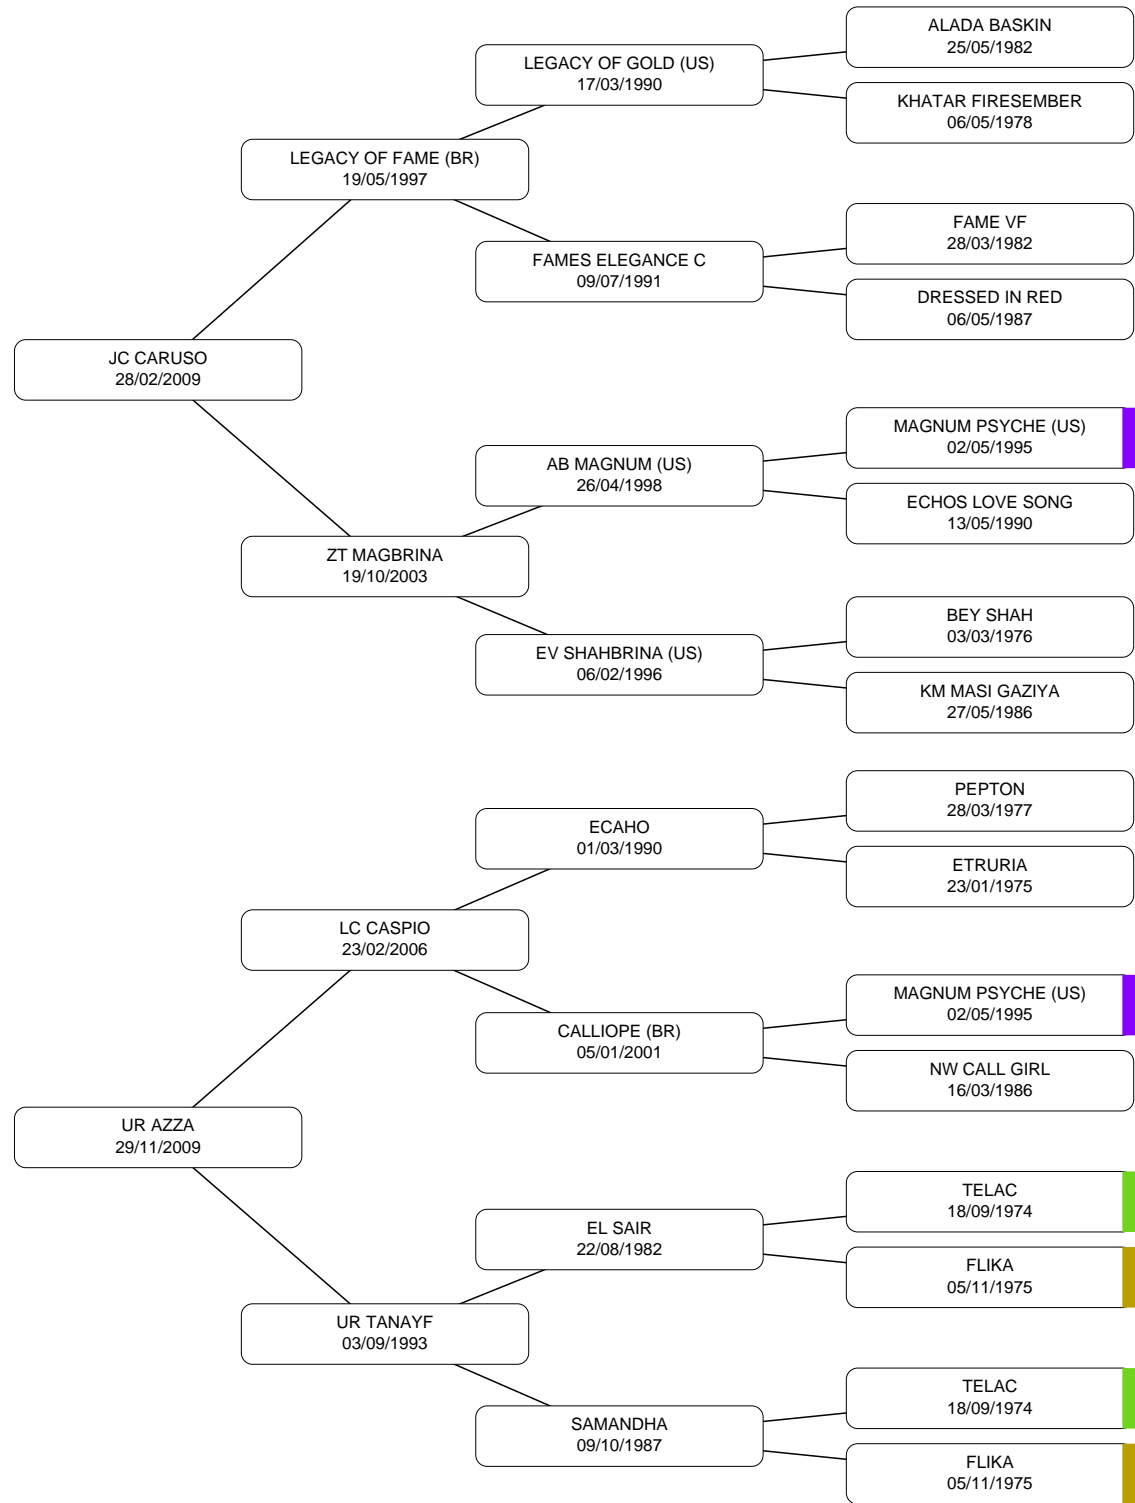 ALADA BASKIN
25/05/1982
LEGACY OF GOLD (US)
17/03/1990
KHATAR FIRESEMBER
06/05/1978
LEGACY OF FAME (BR)
19/05/1997
FAME VF
28/03/1982
FAMES ELEGANCE C
09/07/1991
DRESSED IN RED
06/05/1987
JC CARUSO
28/02/2009
MAGNUM PSYCHE (US)
02/05/1995
AB MAGNUM (US)
26/04/1998
ECHOS LOVE SONG
13/05/1990
ZT MAGBRINA
19/10/2003
BEY SHAH
03/03/1976
EV SHAHBRINA (US)
06/02/1996
KM MASI GAZIYA
27/05/1986
PEPTON
28/03/1977
ECAHO
01/03/1990
ETRURIA
23/01/1975
LC CASPIO
23/02/2006
MAGNUM PSYCHE (US)
02/05/1995
CALLIOPE (BR)
05/01/2001
NW CALL GIRL
16/03/1986
UR AZZA
29/11/2009
TELAC
18/09/1974
EL SAIR
22/08/1982
FLIKA
05/11/1975
UR TANAYF
03/09/1993
TELAC
18/09/1974
SAMANDHA
09/10/1987
FLIKA
05/11/1975